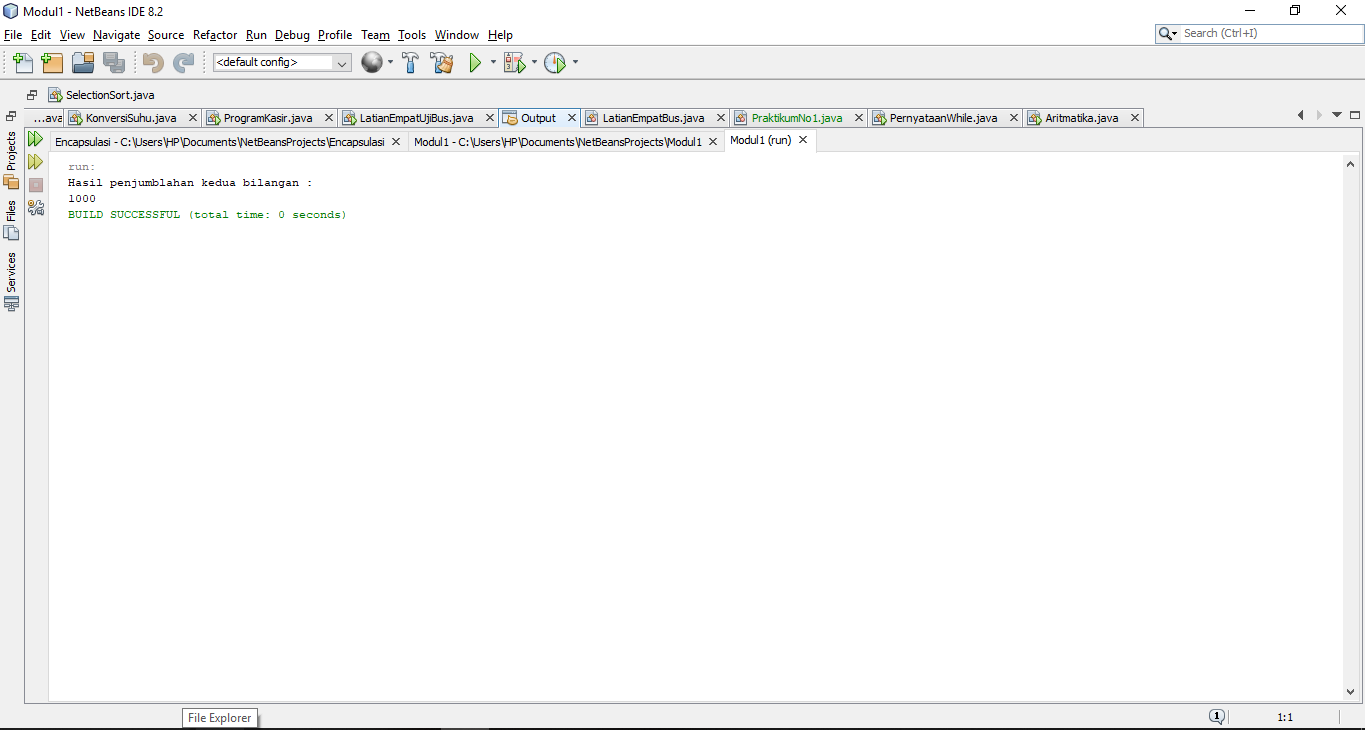 Modul1 - NetBeans IDE 8.2
File Edit View Navigate Source Refactor Run Debug Profile Team Tools Window Help
Search (Ctrl+I)
<default config>
SelectionSort.java
...ava KonversiSuhu.java ProgramKasir.java LatianEmpatUjiBus.java Output LatianEmpatBus.java PraktikumNo1.java PernyataanWhile.java Aritmatika.java
Encapsulasi - C:\Users\HP\Documents\NetBeansProjects\Encapsulasi Modul1 - C:\Users\HP\Documents\NetBeansProjects\Modul1 Modul1 (run)
Projects
Files
Services
run:
Hasil penjumblahan kedua bilangan :
1000
BUILD SUCCESSFUL (total time: 0 seconds)
File Explorer
1
1:1